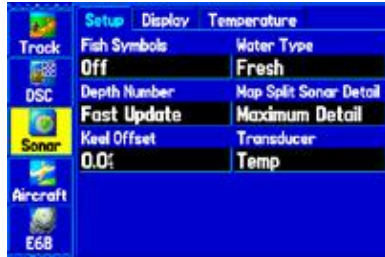 Setup Display Temperature
Track
Fish Symbols Water Type
Off Fresh
DSC
Depth Number Map Split Sonar Detail
Fast Update Maximum Detail
Sonar
Keel Offset Transducer
0.0ft Temp
Aircraft
E6B